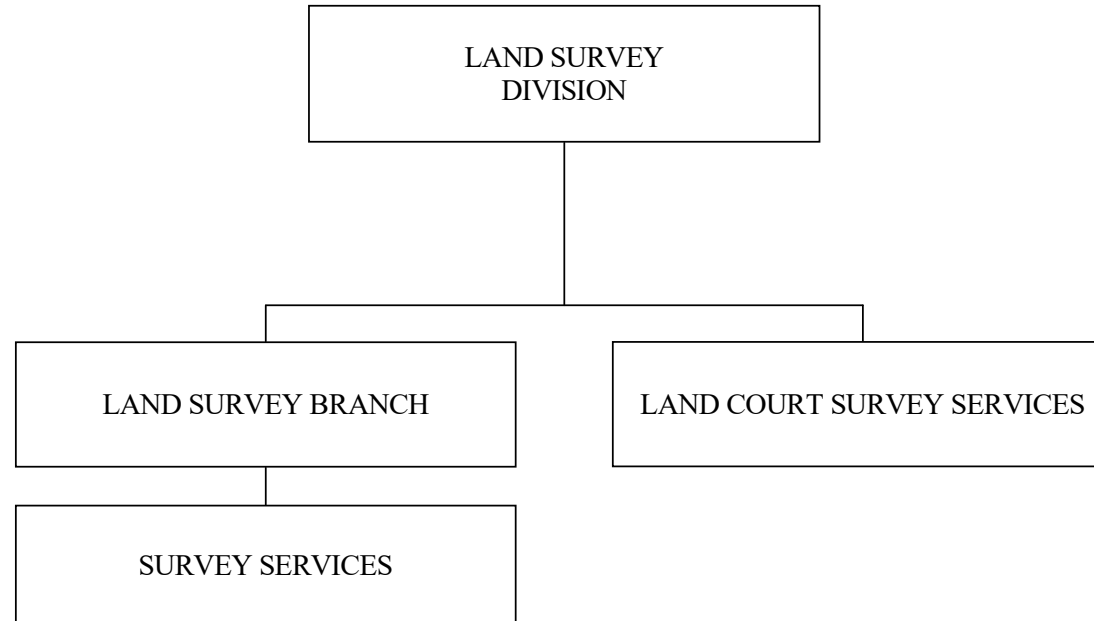 LAND SURVEY
DIVISION
LAND SURVEY BRANCH
LAND COURT SURVEY SERVICES
SURVEY SERVICES